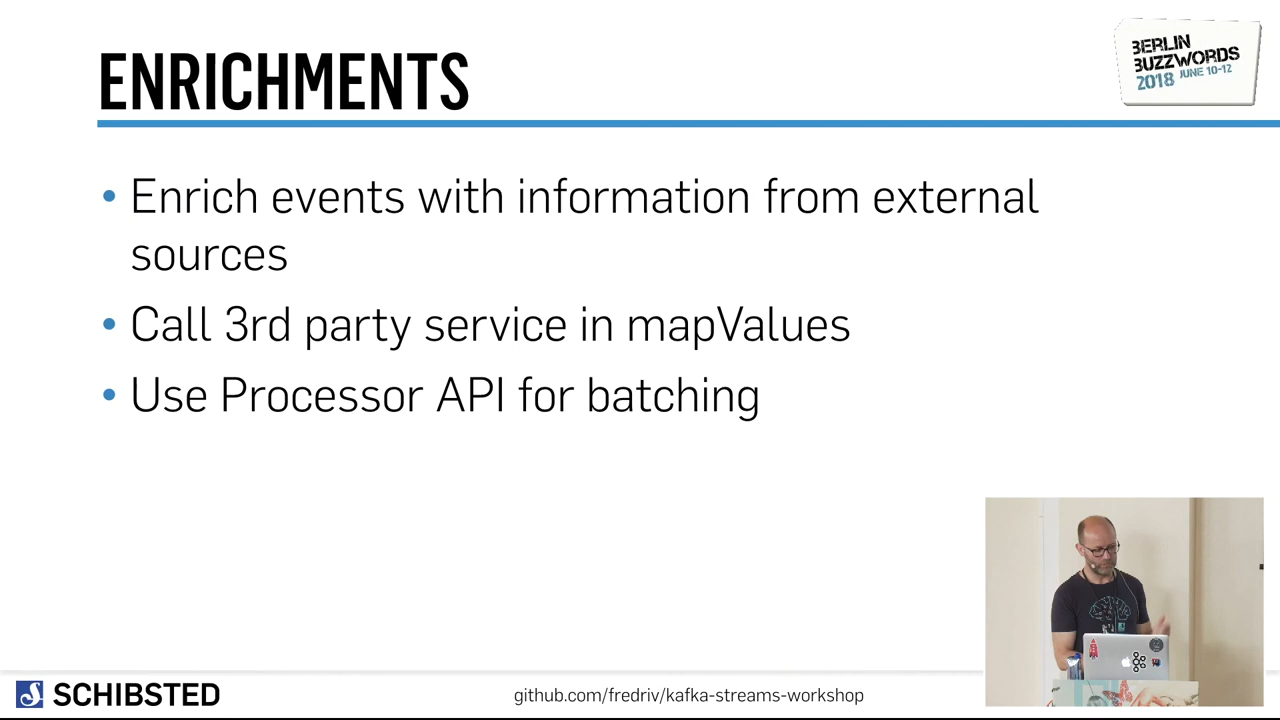 ENRICHMENTS
BERLIN
BUZZWORDS
2018 JUNE 10-12
• Enrich events with information from external
sources
• Call 3rd party service in mapValues
• Use Processor API for batching
SCHIBSTED
github.com/fredriv/kafka-streams-workshop